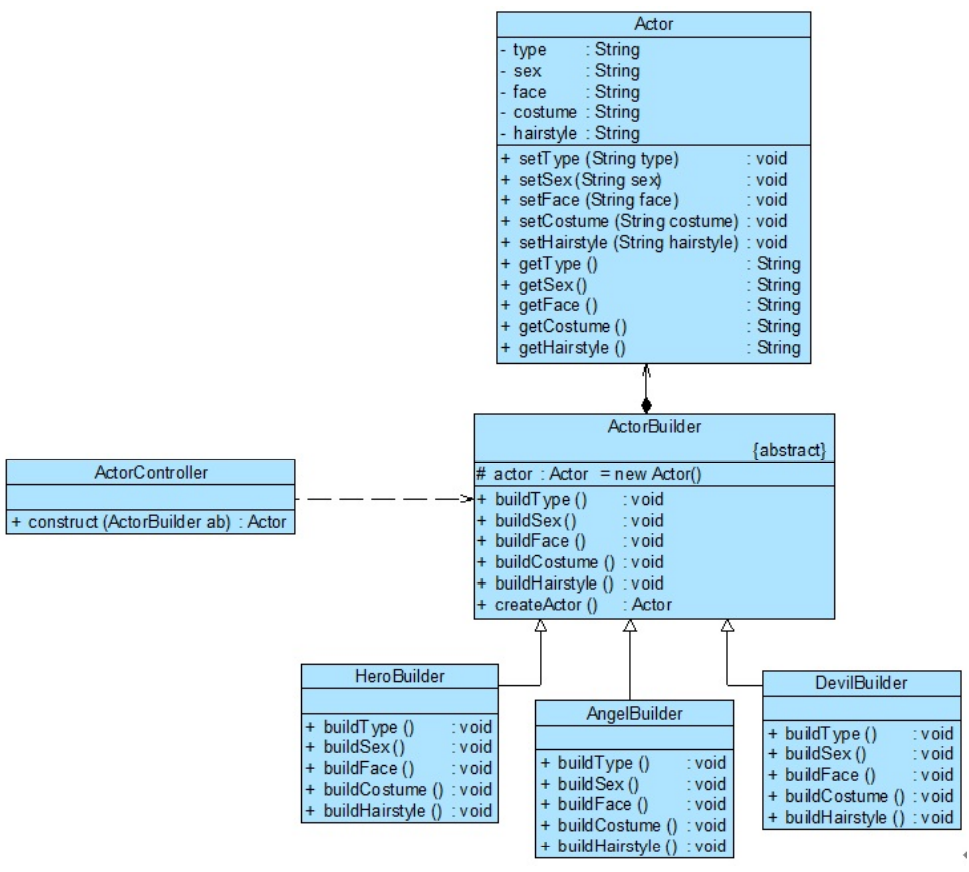 Actor
- type : String
- sex : String
- face : String
- costume : String
- hairstyle : String
+ setType (String type) : void
+ setSex (String sex) : void
+ setFace (String face) : void
+ setCostume (String costume) : void
+ setHairstyle (String hairstyle) : void
+ getType () : String
+ getSex () : String
+ getFace () : String
+ getCostume () : String
+ getHairstyle () : String
ActorBuilder
{abstract}
# actor : Actor = new Actor()
+ buildType () : void
+ buildSex () : void
+ buildFace () : void
+ buildCostume () : void
+ buildHairstyle () : void
+ createActor () : Actor
ActorController
+ construct (ActorBuilder ab) : Actor
HeroBuilder
+ buildType () : void
+ buildSex () : void
+ buildFace () : void
+ buildCostume () : void
+ buildHairstyle () : void
AngelBuilder
+ buildType () : void
+ buildSex () : void
+ buildFace () : void
+ buildCostume () : void
+ buildHairstyle () : void
DevilBuilder
+ buildType () : void
+ buildSex () : void
+ buildFace () : void
+ buildCostume () : void
+ buildHairstyle () : void